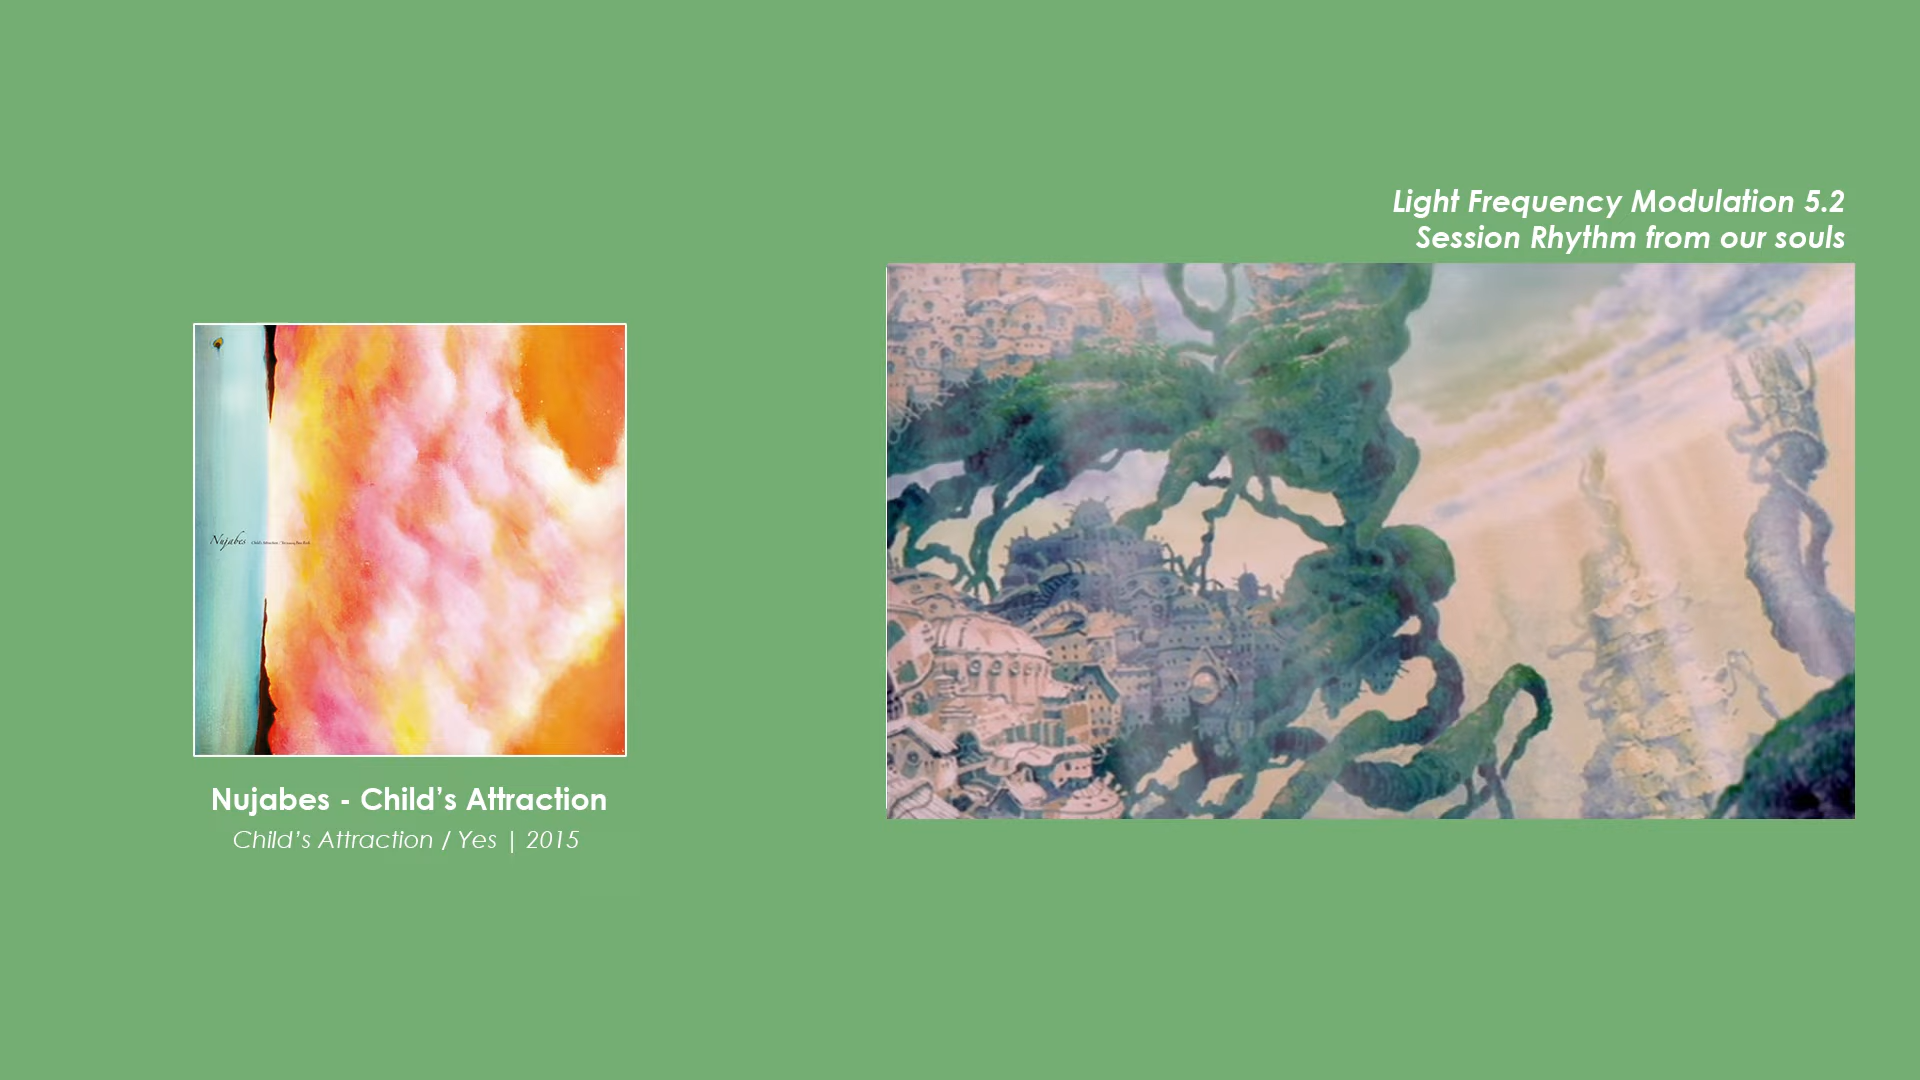 Light Frequency Modulation 5.2
Session Rhythm from our souls
Nujabes
Nujabes - Child's Attraction
Child's Attraction / Yes | 2015